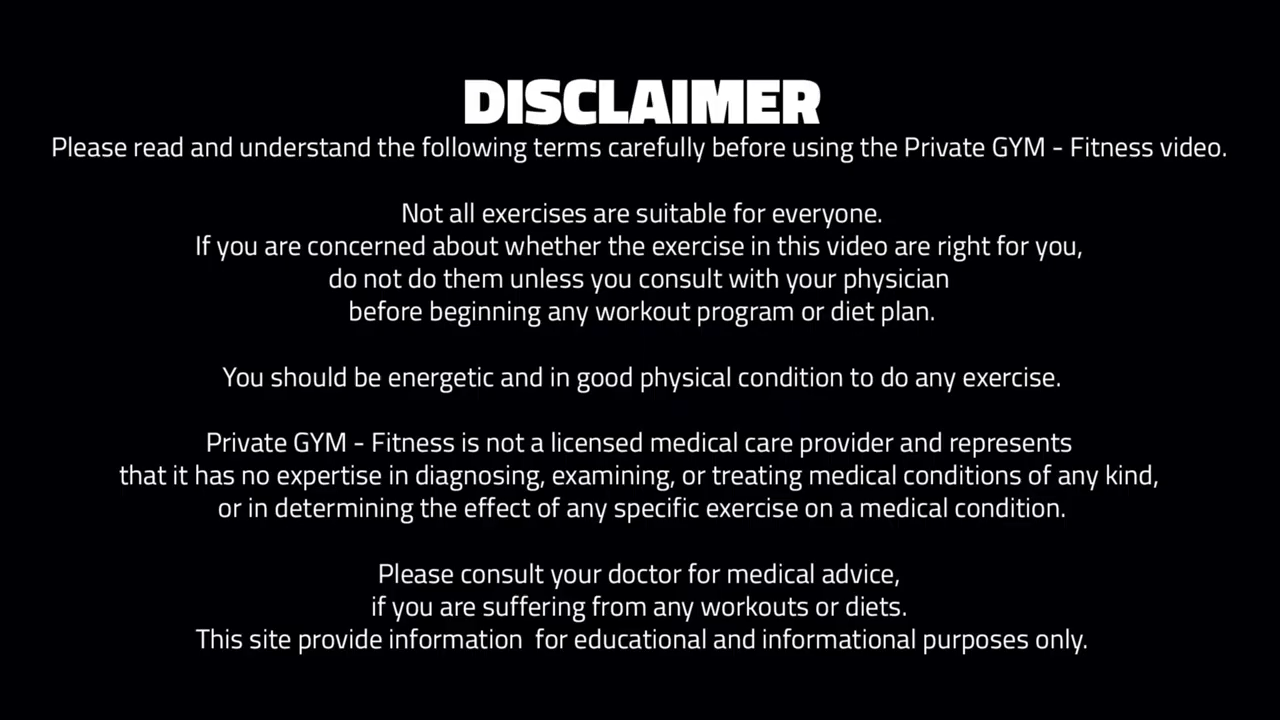 DISCLAIMER
Please read and understand the following terms carefully before using the Private GYM - Fitness video.
Not all exercises are suitable for everyone.
If you are concerned about whether the exercise in this video are right for you,
do not do them unless you consult with your physician
before beginning any workout program or diet plan.
You should be energetic and in good physical condition to do any exercise.
Private GYM - Fitness is not a licensed medical care provider and represents
that it has no expertise in diagnosing, examining, or treating medical conditions of any kind,
or in determining the effect of any specific exercise on a medical condition.
Please consult your doctor for medical advice,
if you are suffering from any workouts or diets.
This site provide information  for educational and informational purposes only.